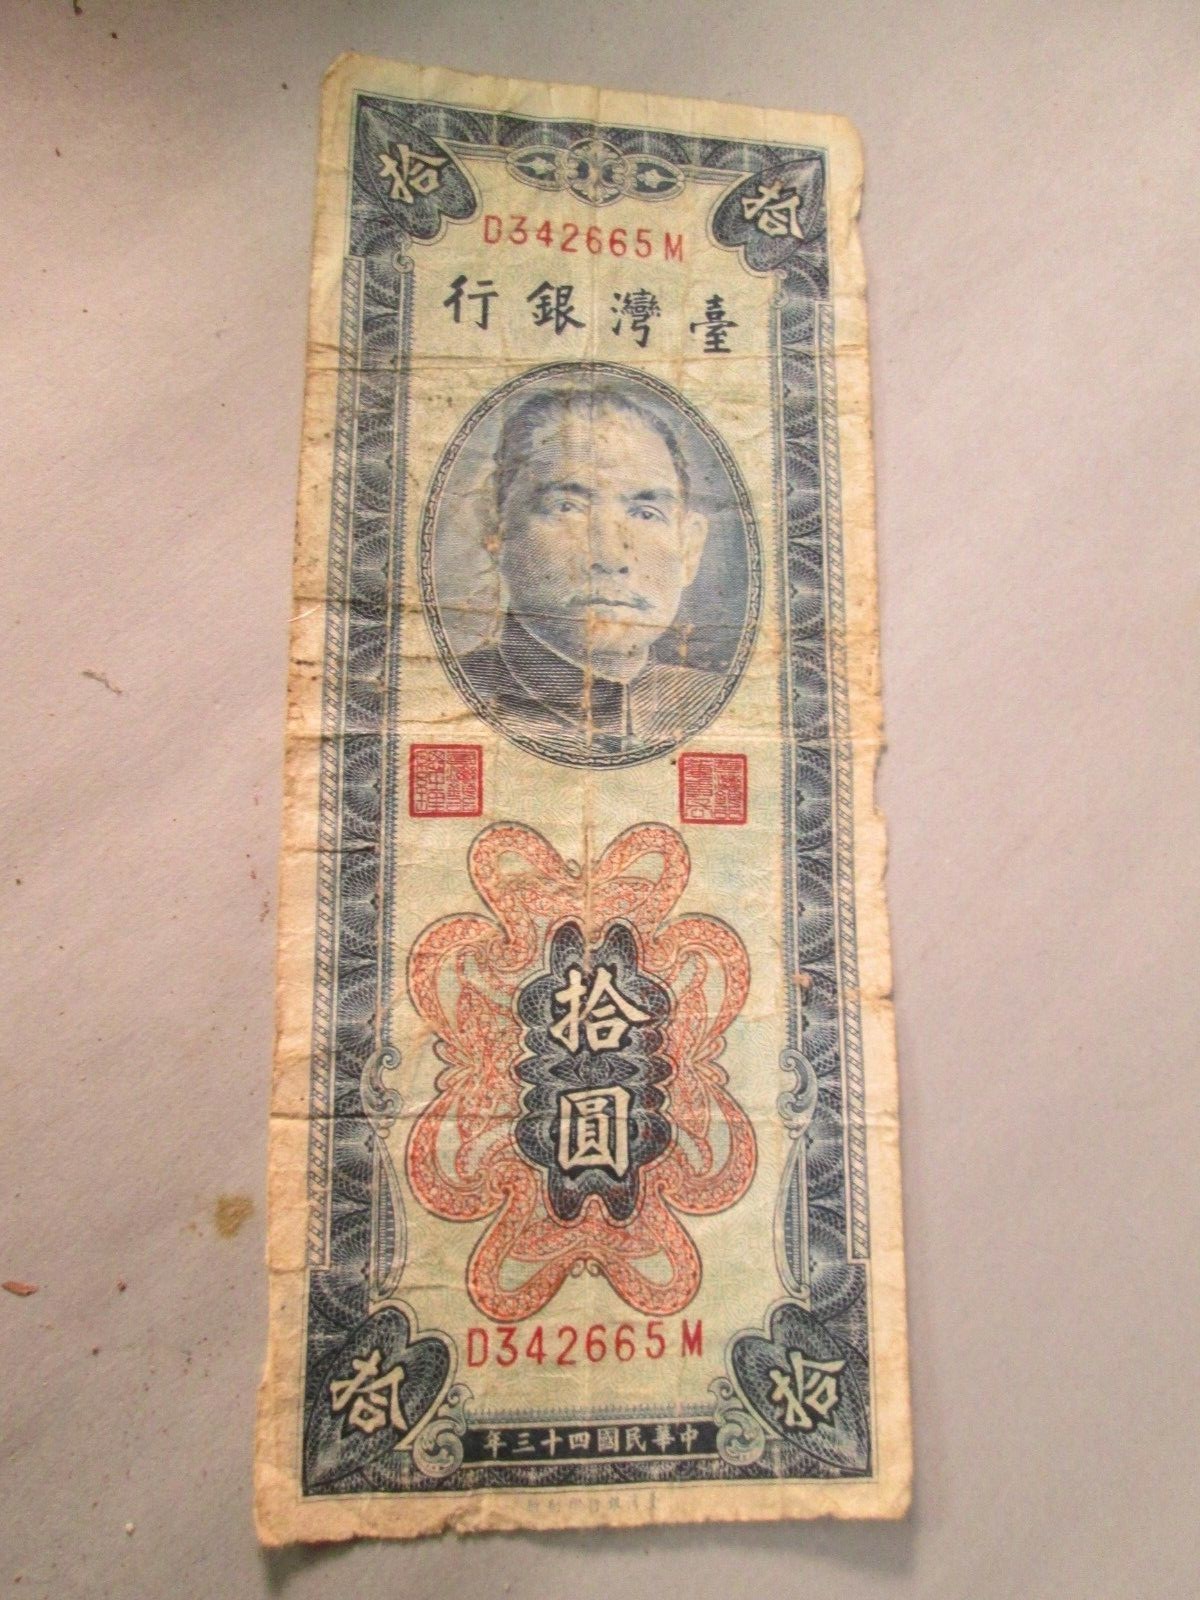 拾 拾
D342665M
臺灣銀行
拾圓
D342665M
拾 拾
中華民國四十三年